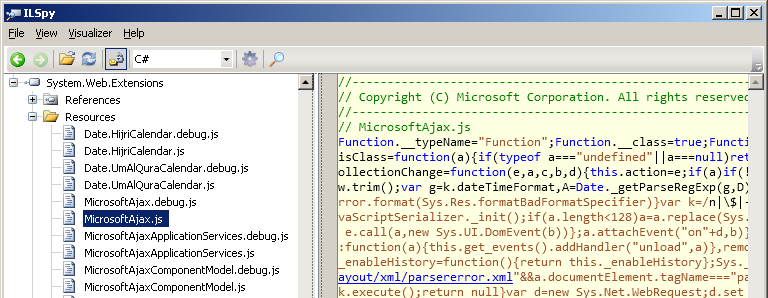 ILSpy
File View Visualizer Help
C#
System.Web.Extensions
References
Resources
Date.HijriCalendar.debug.js
Date.HijriCalendar.js
Date.UmAlQuraCalendar.debug.js
Date.UmAlQuraCalendar.js
MicrosoftAjax.debug.js
MicrosoftAjax.js
MicrosoftAjaxApplicationServices.debug.js
MicrosoftAjaxApplicationServices.js
MicrosoftAjaxComponentModel.debug.js
MicrosoftAjaxComponentModel.js
//-----------------------------------------------------
// Copyright (C) Microsoft Corporation. All rights reserved
//-----------------------------------------------------
// MicrosoftAjax.js
Function.__typeName="Function";Function.__class=true;Functi
isClass=function(a){if(typeof a==="undefined"||a===null)ret
ollectionChange=function(e,a,c,b,d){this.action=e;if(a)if(!
w.trim();var g=k.dateTimeFormat,A=Date._getParseRegExp(g,D)
rror.format(Sys.Res.formatBadFormatSpecifier)}var k=/n|\$|-
vaScriptSerializer._init();if(a.length<128)a=a.replace(Sys.
e.call(a,new Sys.UI.DomEvent(b))};a.attachEvent("on"+d,b)}
:function(a){this.get_events().addHandler("unload",a)},remo
_enableHistory=function(){return this._enableHistory};Sys._
ayout/xml/parsererror.xml"&&a.documentElement.tagName==="pa
k.execute();return null}var d=new Sys.Net.WebRequest;d.set